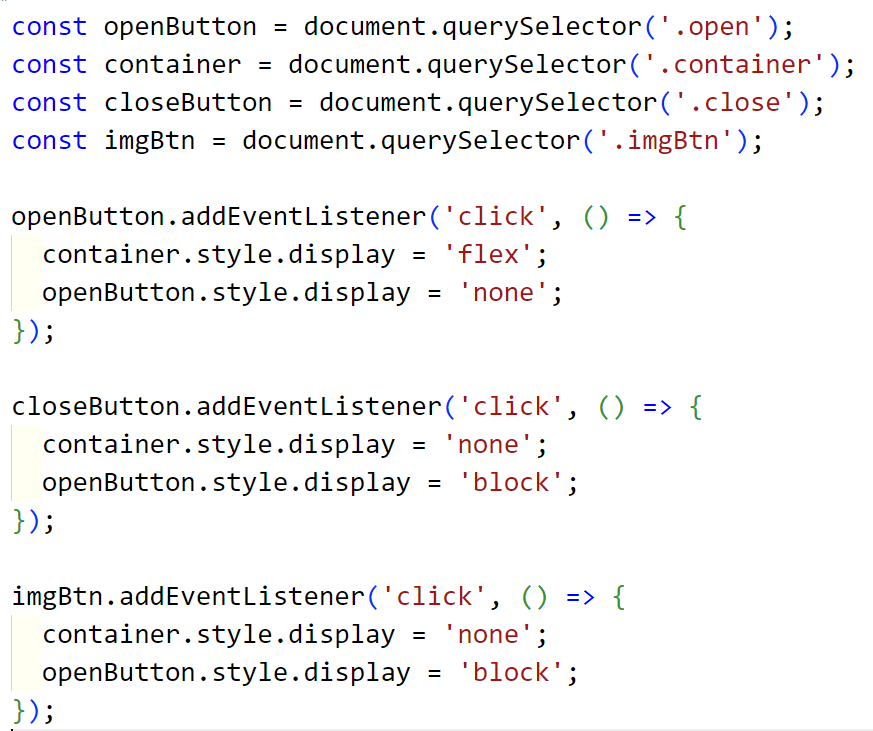 const openButton = document.querySelector('.open');
const container = document.querySelector('.container');
const closeButton = document.querySelector('.close');
const imgBtn = document.querySelector('.imgBtn');

openButton.addEventListener('click', () => {
  container.style.display = 'flex';
  openButton.style.display = 'none';
});

closeButton.addEventListener('click', () => {
  container.style.display = 'none';
  openButton.style.display = 'block';
});

imgBtn.addEventListener('click', () => {
  container.style.display = 'none';
  openButton.style.display = 'block';
});